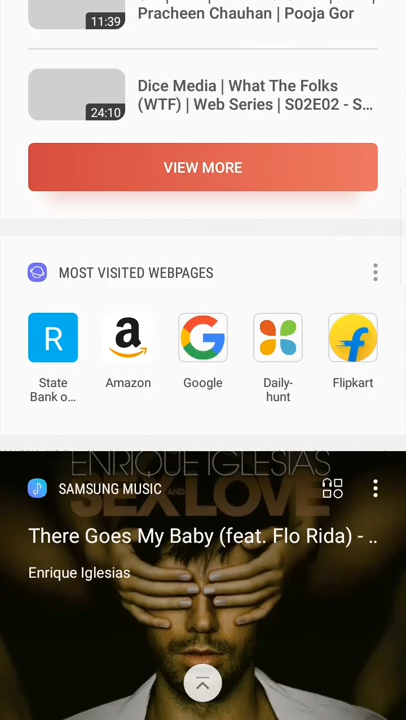 11:39
Pracheen Chauhan | Pooja Gor
24:10
Dice Media | What The Folks
(WTF) | Web Series | S02E02 - S...
VIEW MORE
MOST VISITED WEBPAGES
R
State
Bank o...
a
Amazon
G
Google
Daily-
hunt
f
Flipkart
ENRIQUE IGLESIAS
SAMSUNG MUSIC
AND
SEX LOVE
There Goes My Baby (feat. Flo Rida) - ..
Enrique Iglesias